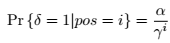 Pr {δ = 1|pos = i} = α/γ^i